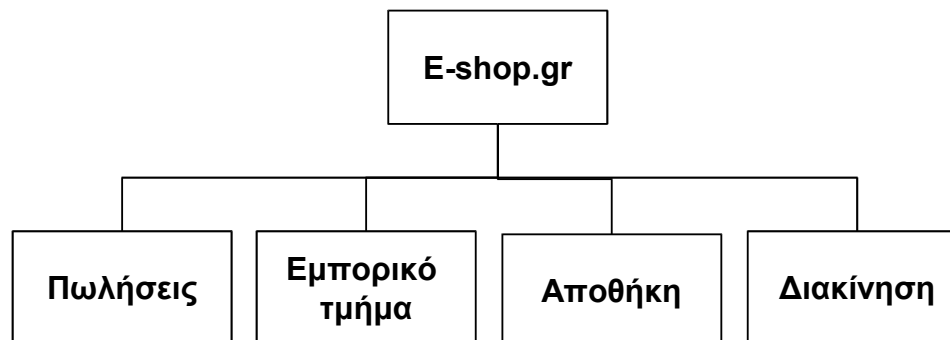 E-shop.gr
Πωλήσεις
Εμπορικό
τμήμα
Αποθήκη
Διακίνηση